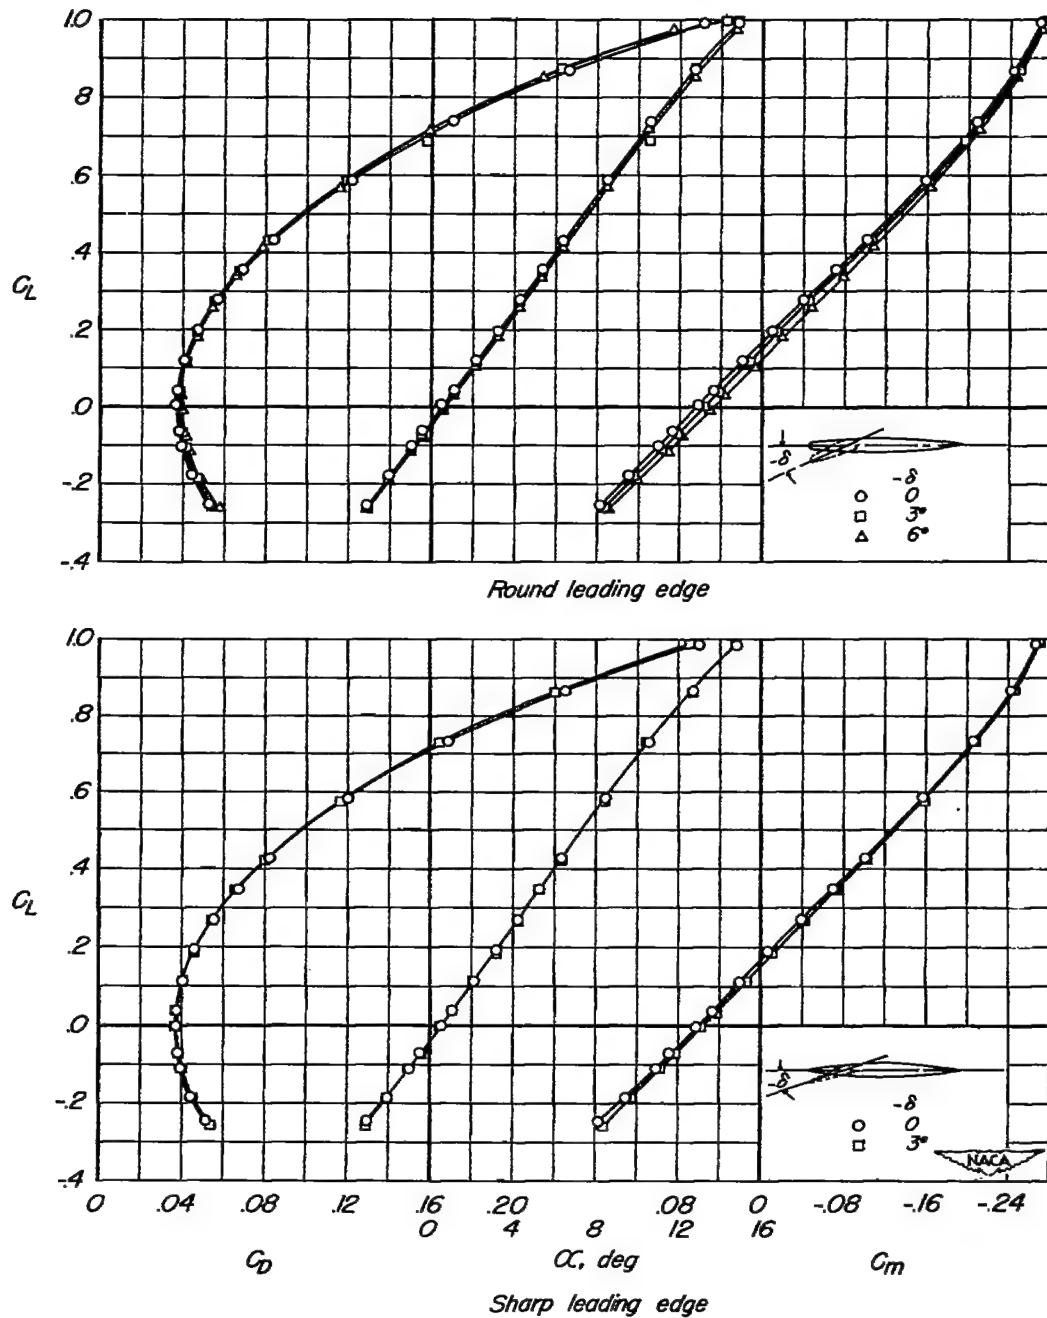 1.0
.8
.6
C_L
.4
.2
.0
-.2
-.4
-δ
-δ
○ 0
□ 3°
△ 6°
Round leading edge
1.0
.8
.6
.4
C_L
.2
.0
-.2
-.4
-δ
-δ
○ 0
□ 3°
NACA
0 .04 .08 .12 .16 .20 .08 0 -.08 -.16 -.24
0 4 8 12 16
C_D α, deg C_m
Sharp leading edge